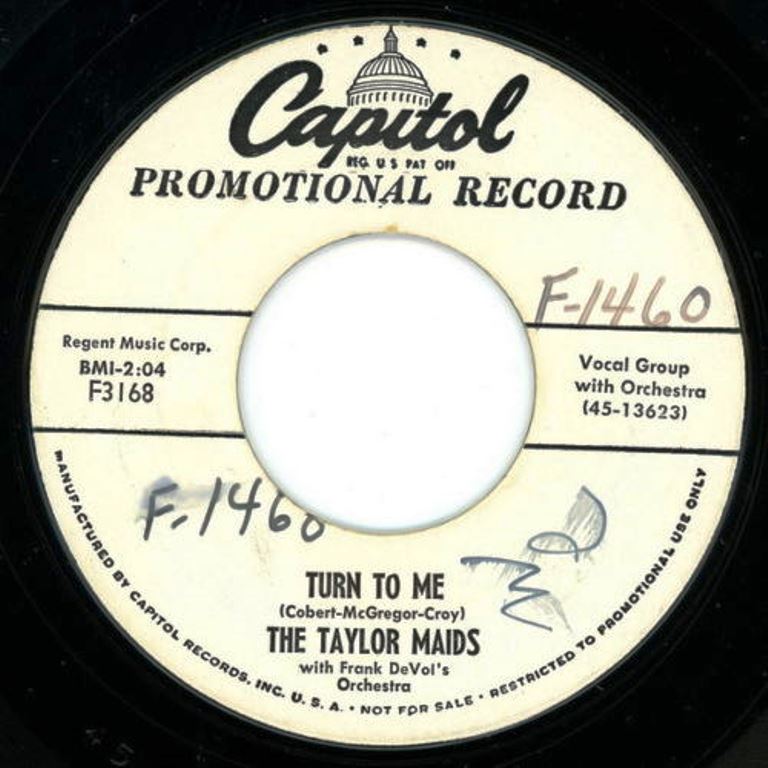 Capitol
REG. U S PAT OFF
PROMOTIONAL RECORD
F-1460
Regent Music Corp.
BMI-2:04
F3168
Vocal Group
with Orchestra
(45-13623)
F.1460
TURN TO ME
(Cobert-McGregor-Croy)
THE TAYLOR MAIDS
with Frank DeVol's
Orchestra
MANUFACTURED BY CAPITOL RECORDS, INC. U. S. A. • NOT FOR SALE • RESTRICTED TO PROMOTIONAL USE ONLY